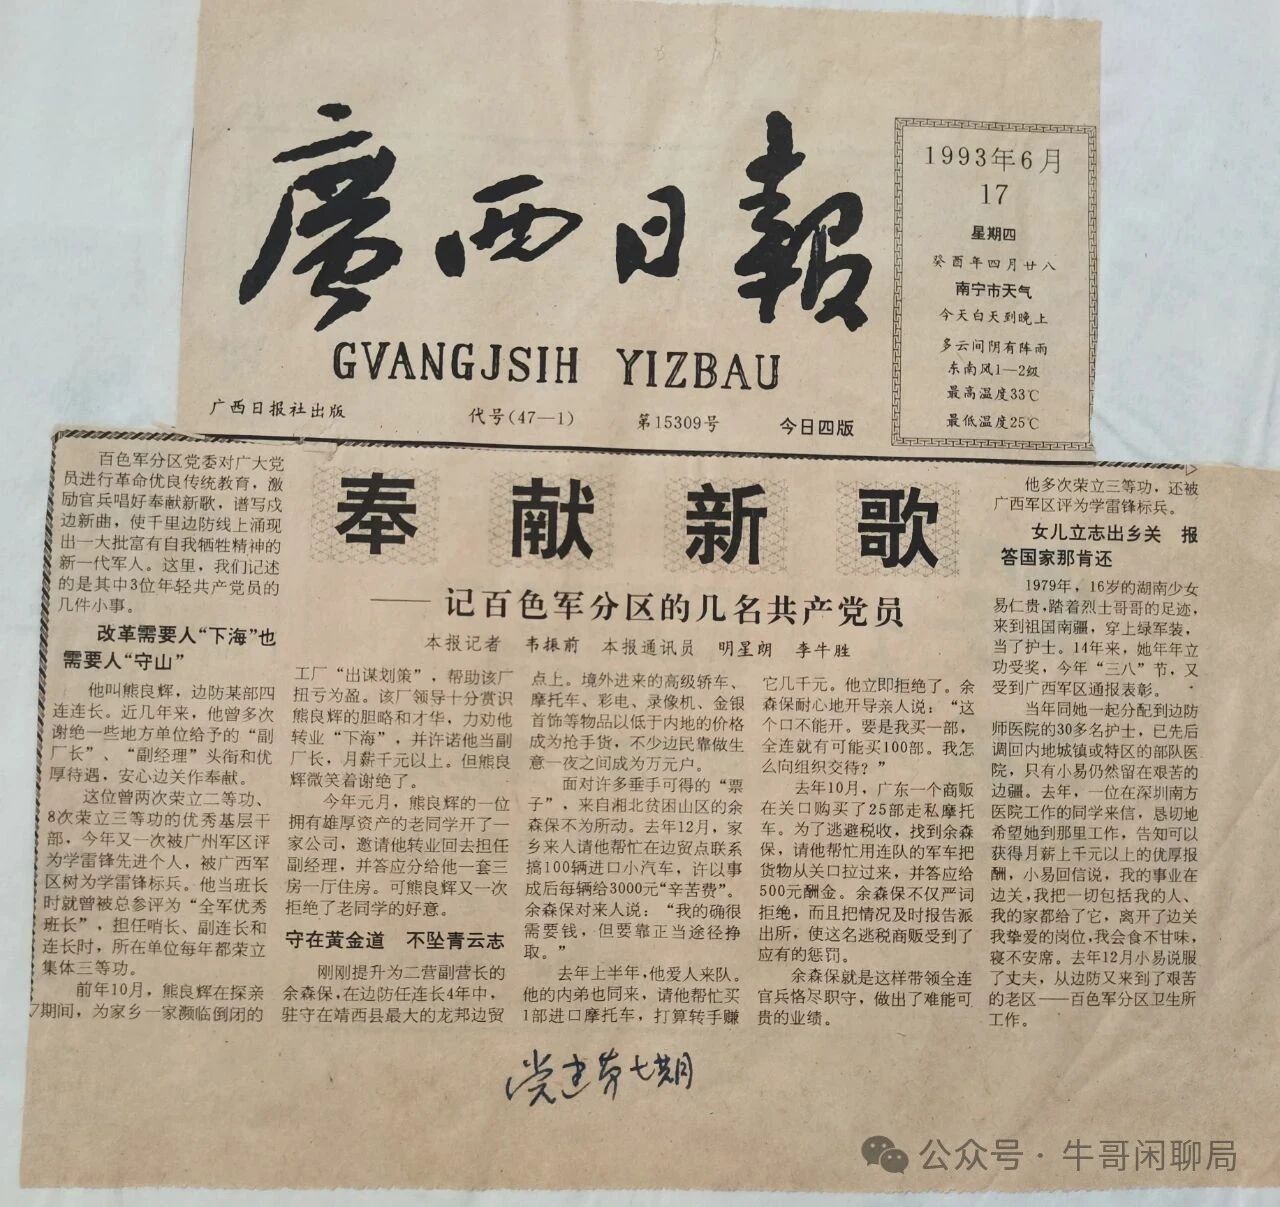 廣西日報
GVANGJSIH YIZBAU
广西日报社出版
代号(47—1)
第15309号
今日四版
1993年6月
17
星期四
癸酉年四月廿八
南宁市天气
今天白天到晚上
多云间阴有阵雨
东南风1—2级
最高温度33℃
最低温度25℃
奉献新歌
——记百色军分区的几名共产党员
本报记者 韦振前 本报通讯员 明星朗 李牛胜
百色军分区党委对广大党
员进行革命优良传统教育，激
励官兵唱好奉献新歌，谱写戍
边新曲，使千里边防线上涌现
出一大批富有自我牺牲精神的
新一代军人。这里，我们记述
的是其中3位年轻共产党员的
几件小事。
改革需要人“下海”也
需要人“守山”
他叫熊良辉，边防某部四
连连长。近几年来，他曾多次
谢绝一些地方单位给予的“副
厂长”、“副经理”头衔和优
厚待遇，安心边关作奉献。
这位曾两次荣立二等功、
8次荣立三等功的优秀基层干
部，今年又一次被广州军区评
为学雷锋先进个人，被广西军
区树为学雷锋标兵。他当班长
时就曾被总参评为“全军优秀
班长”，担任哨长、副连长和
连长时，所在单位每年都荣立
集体三等功。
前年10月，熊良辉在探亲
期间，为家乡一家濒临倒闭的
工厂“出谋划策”，帮助该厂
扭亏为盈。该厂领导十分赏识
熊良辉的胆略和才华，力劝他
转业“下海”，并许诺他当副
厂长，月薪千元以上。但熊良
辉微笑着谢绝了。
今年元月，熊良辉的一位
拥有雄厚资产的老同学开了一
家公司，邀请他转业回去担任
副经理，并答应分给他一套三
房一厅住房。可熊良辉又一次
拒绝了老同学的好意。
守在黄金道 不坠青云志
刚刚提升为二营副营长的
余森保，在边防任连长4年中，
驻守在靖西县最大的龙邦边贸
点上。境外进来的高级轿车、
摩托车、彩电、录像机、金银
首饰等物品以低于内地的价格
成为抢手货，不少边民靠做生
意一夜之间成为万元户。
面对许多垂手可得的“票
子”，来自湘北贫困山区的余
森保不为所动。去年12月，家
乡来人请他帮忙在边贸点联系
搞100辆进口小汽车，许以事
成后每辆给3000元“辛苦费”。
余森保对来人说：“我的确很
需要钱，但要靠正当途径挣
取。”
去年上半年，他爱人来队。
他的内弟也同来，请他帮忙买
1部进口摩托车，打算转手赚
它几千元。他立即拒绝了。余
森保耐心地开导亲人说：“这
个口不能开。要是我买一部，
全连就有可能买100部。我怎
么向组织交待？”
去年10月，广东一个商贩
在关口购买了25部走私摩托
车。为了逃避税收，找到余森
保，请他帮忙用连队的军车把
货物从关口拉过来，并答应给
500元酬金。余森保不仅严词
拒绝，而且把情况及时报告派
出所，使这名逃税商贩受到了
应有的惩罚。
余森保就是这样带领全连
官兵恪尽职守，做出了难能可
贵的业绩。
他多次荣立三等功，还被
广西军区评为学雷锋标兵。
女儿立志出乡关 报
答国家那肯还
1979年，16岁的湖南少女
易仁贵，踏着烈士哥哥的足迹，
来到祖国南疆，穿上绿军装，
当了护士。14年来，她年年立
功受奖，今年“三八”节，又
受到广西军区通报表彰。
当年同她一起分配到边防
师医院的30多名护士，已先后
调回内地城镇或特区的部队医
院，只有小易仍然留在艰苦的
边疆。去年，一位在深圳南方
医院工作的同学来信，恳切地
希望她到那里工作，告知可以
获得月薪上千元以上的优厚报
酬，小易回信说，我的事业在
边关，我把一切包括我的人、
我的家都给了它，离开了边关
我挚爱的岗位，我会食不甘味，
寝不安席。去年12月小易说服
了丈夫，从边防又来到了艰苦
的老区——百色军分区卫生所
工作。
党建第七期
公众号·牛哥闲聊局